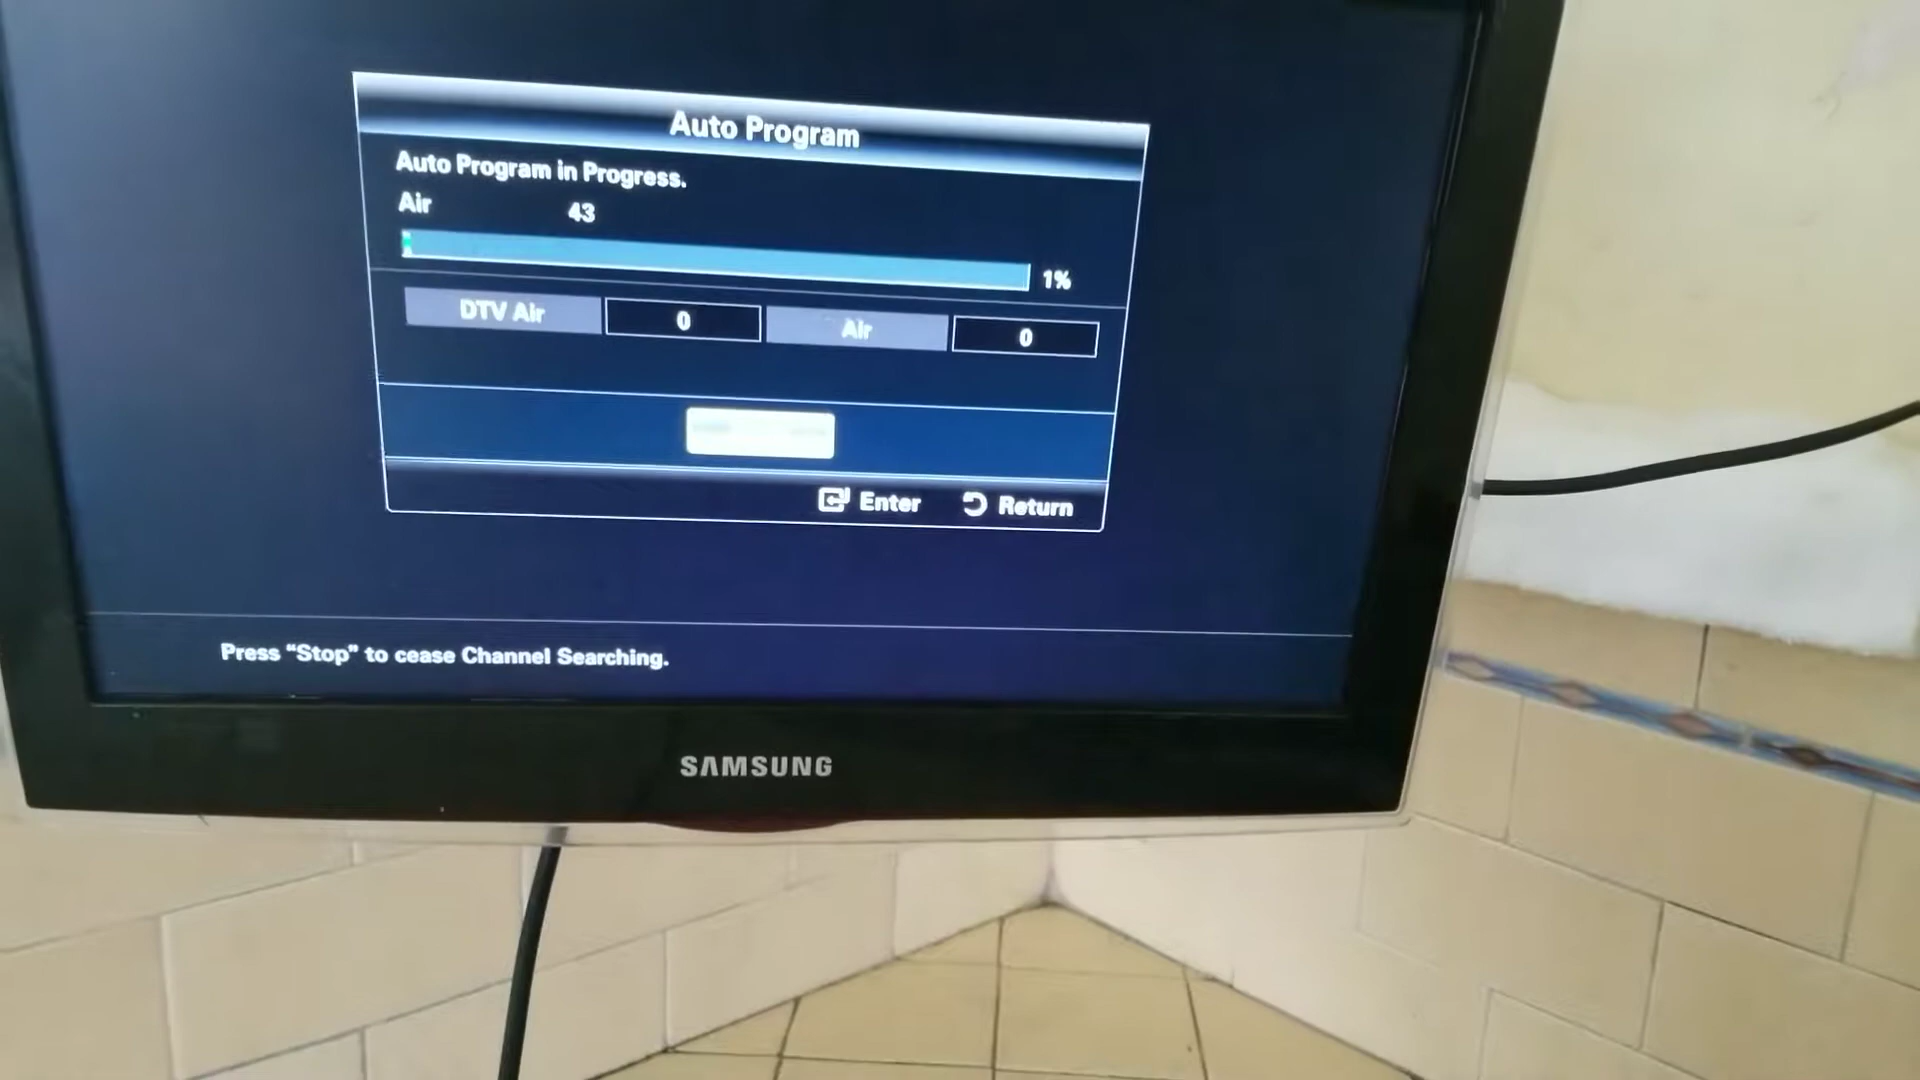 Auto Program
Auto Program in Progress.
Air 43
1%
DTV Air 0 Air 0
Enter Return
Press “Stop” to cease Channel Searching.
SAMSUNG